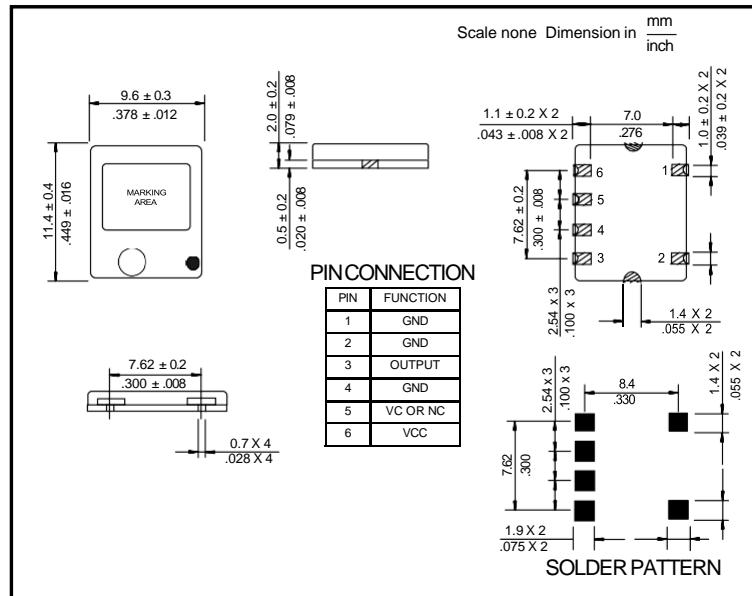 Scale none Dimension in mm
inch
9.6 ± 0.3
.378 ± .012
11.4 ± 0.4
.449 ± .016
MARKING
AREA
2.0 ± 0.2
.079 ± .008
0.5 ± 0.2
.020 ± .008
1.1 ± 0.2 X 2
.043 ± .008 X 2
7.0
.276
1.0 ± 0.2 X 2
.039 ± 0.2 X 2
6
5
4
3
1
2
7.62 ± 0.2
.300 ± .008
2.54 x 3
.100 x 3
1.4 X 2
.055 X 2
PIN CONNECTION
PIN FUNCTION
1 GND
2 GND
3 OUTPUT
4 GND
5 VC OR NC
6 VCC
7.62 ± 0.2
.300 ± .008
0.7 X 4
.028 X 4
2.54 x 3
.100 x 3
8.4
.330
1.4 X 2
.055 X 2
7.62
.300
1.9 X 2
.075 X 2
SOLDER PATTERN